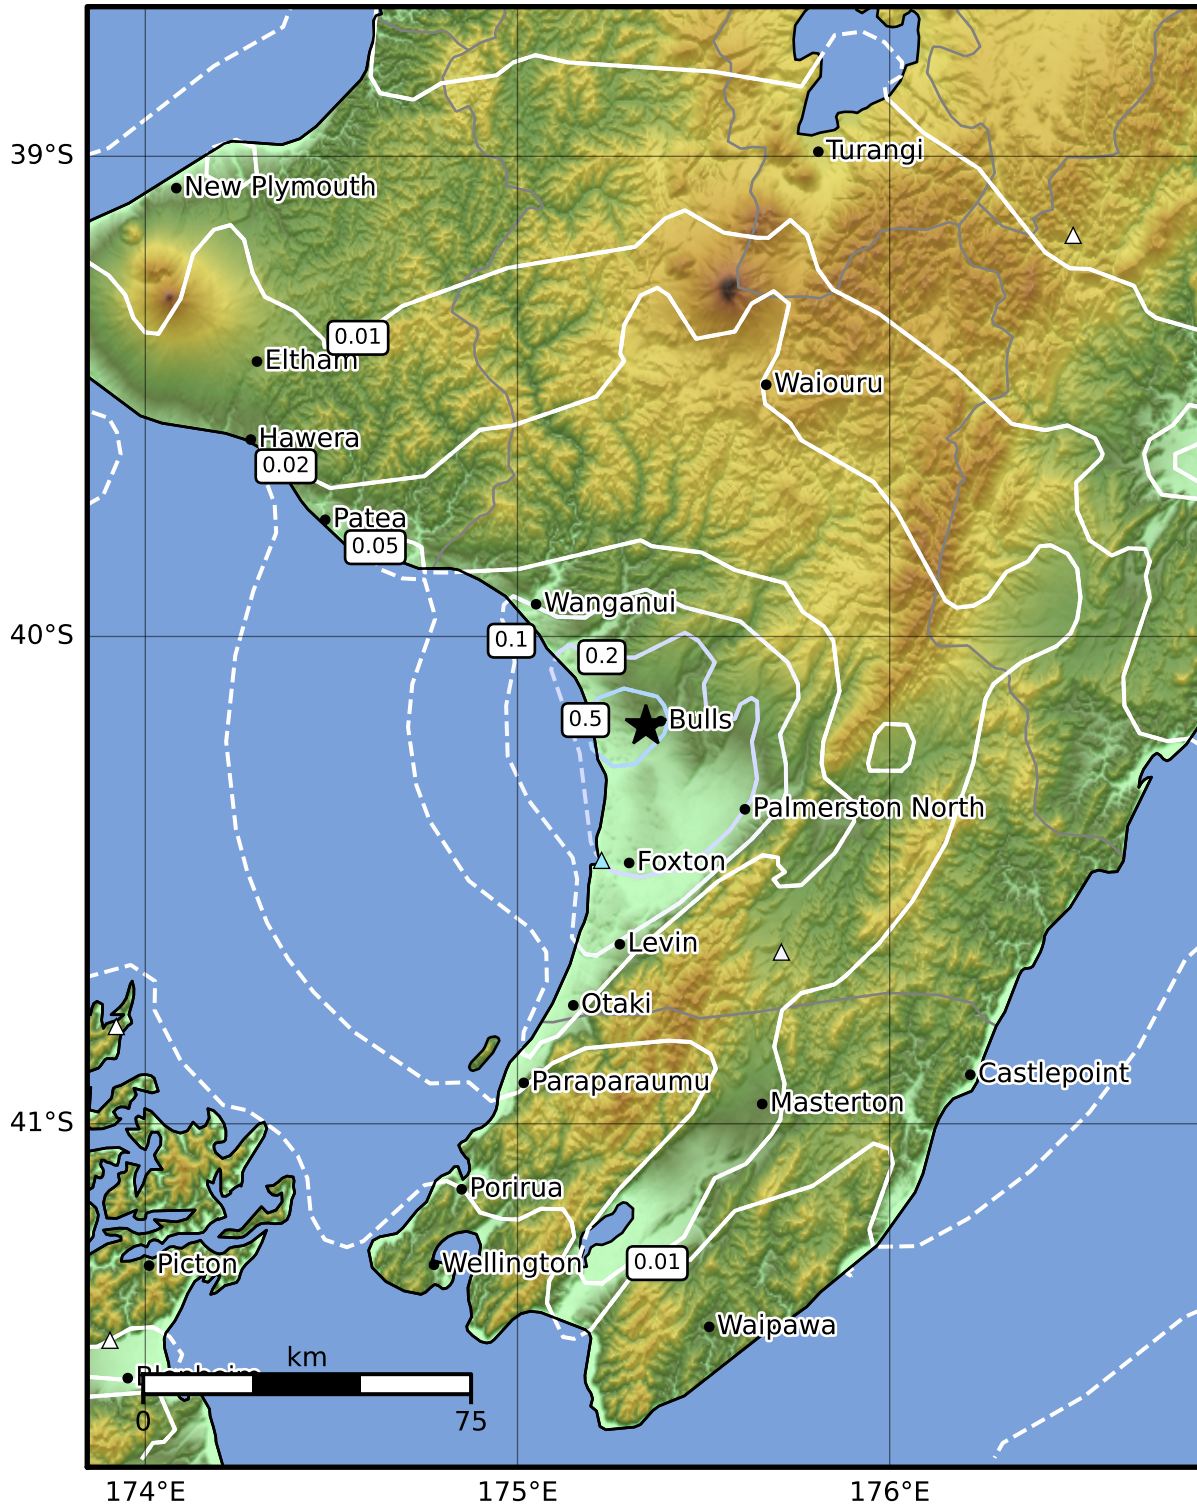 Turangi
39°S
New Plymouth
0.01
Eltham
Waiouru
Hawera
0.02
Patea
0.05
Wanganui
40°S
0.1
0.2
0.5
Bulls
Palmerston North
Foxton
Levin
Otaki
Castlepoint
Paraparaumu
Masterton
41°S
Porirua
Picton
Wellington
0.01
Waipawa
km
Blenheim
0
75
174°E
175°E
176°E